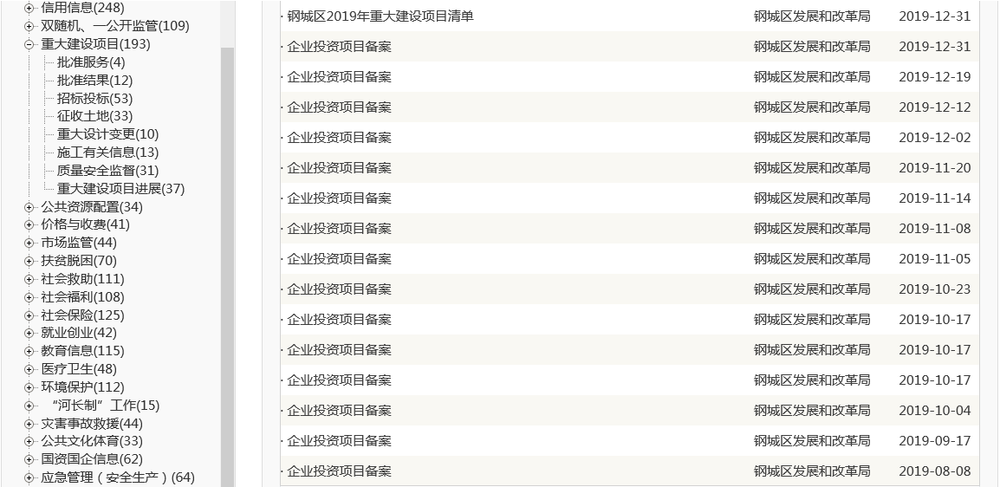 信用信息(248)
双随机、一公开监管(109)
重大建设项目(193)
批准服务(4)
批准结果(12)
招标投标(53)
征收土地(33)
重大设计变更(10)
施工有关信息(13)
质量安全监督(31)
重大建设项目进展(37)
公共资源配置(34)
价格与收费(41)
市场监管(44)
扶贫脱困(70)
社会救助(111)
社会福利(108)
社会保险(125)
就业创业(42)
教育信息(115)
医疗卫生(48)
环境保护(112)
“河长制”工作(15)
灾害事故救援(44)
公共文化体育(33)
国资国企信息(62)
应急管理（安全生产）(64)
· 钢城区2019年重大建设项目清单 钢城区发展和改革局 2019-12-31
· 企业投资项目备案 钢城区发展和改革局 2019-12-31
· 企业投资项目备案 钢城区发展和改革局 2019-12-19
· 企业投资项目备案 钢城区发展和改革局 2019-12-12
· 企业投资项目备案 钢城区发展和改革局 2019-12-02
· 企业投资项目备案 钢城区发展和改革局 2019-11-20
· 企业投资项目备案 钢城区发展和改革局 2019-11-14
· 企业投资项目备案 钢城区发展和改革局 2019-11-08
· 企业投资项目备案 钢城区发展和改革局 2019-11-05
· 企业投资项目备案 钢城区发展和改革局 2019-10-23
· 企业投资项目备案 钢城区发展和改革局 2019-10-17
· 企业投资项目备案 钢城区发展和改革局 2019-10-17
· 企业投资项目备案 钢城区发展和改革局 2019-10-17
· 企业投资项目备案 钢城区发展和改革局 2019-10-04
· 企业投资项目备案 钢城区发展和改革局 2019-09-17
· 企业投资项目备案 钢城区发展和改革局 2019-08-08